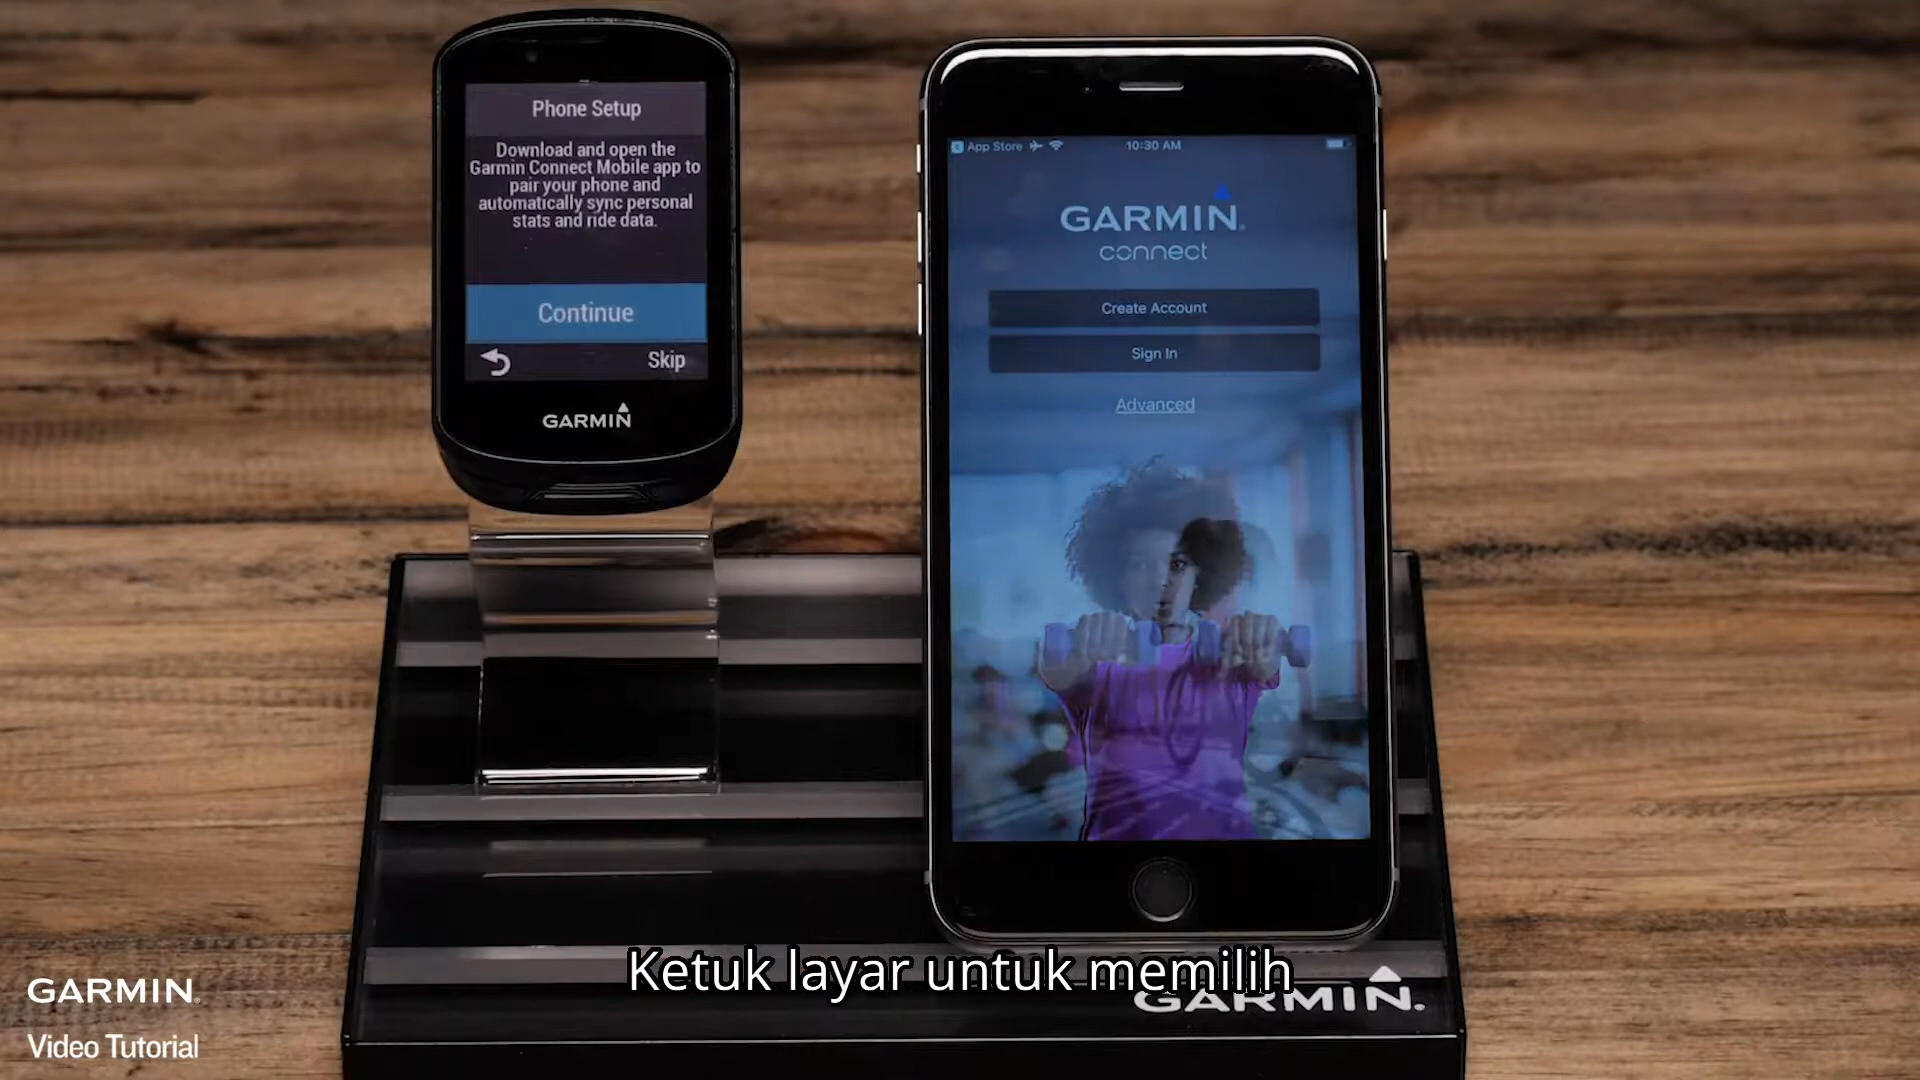 Phone Setup
Download and open the
Garmin Connect Mobile app to
pair your phone and
automatically sync personal
stats and ride data.
Continue
Skip
GARMIN
App Store
10:30 AM
GARMIN
connect
Create Account
Sign In
Advanced
Ketuk layar untuk memilih
GARMIN
GARMIN
Video Tutorial